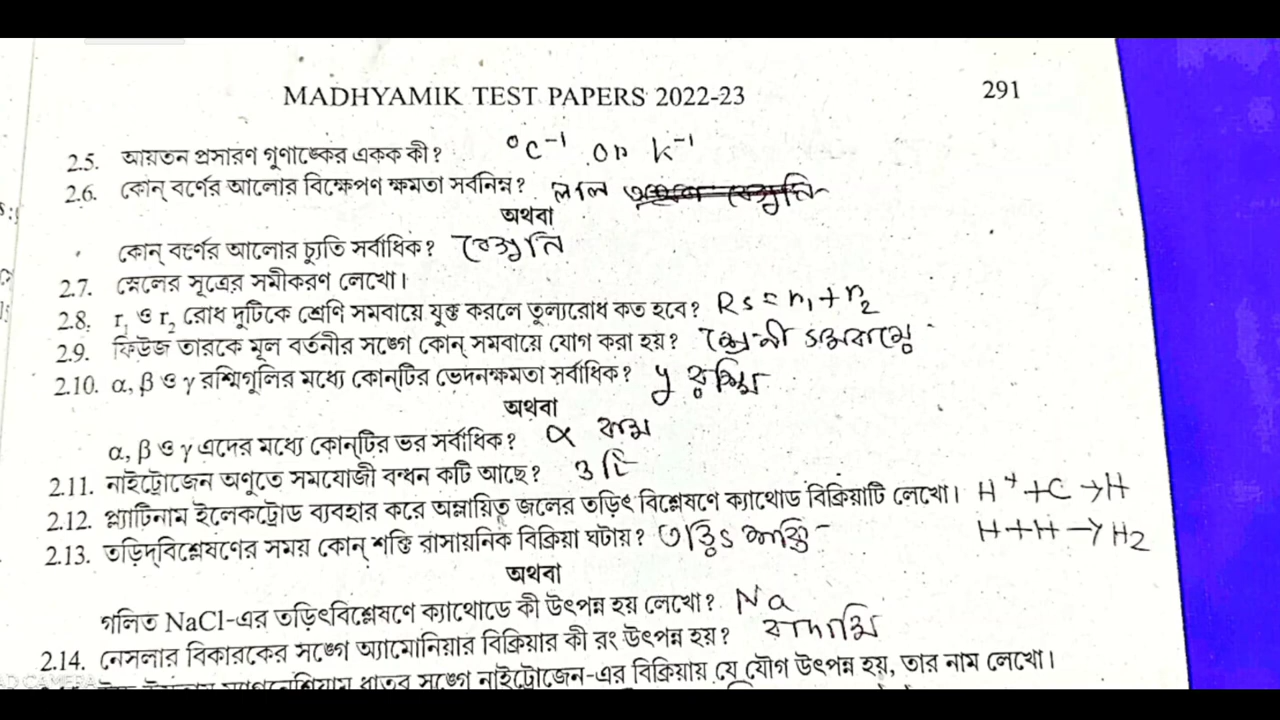 MADHYAMIK TEST PAPERS 2022-23 291
2.5. আয়তন প্রসারণ গুণাঙ্কের একক কী? °C⁻¹ or K⁻¹
2.6. কোন্ বর্ণের আলোর বিক্ষেপণ ক্ষমতা সর্বনিম্ন? লাল
অথবা
কোন্ বর্ণের আলোর চ্যুতি সর্বাধিক? বেগুনি
2.7. স্নেলের সূত্রের সমীকরণ লেখো।
2.8. r₁ ও r₂ রোধ দুটিকে শ্রেণি সমবায়ে যুক্ত করলে তুল্যরোধ কত হবে? Rs = r₁ + r₂
2.9. ফিউজ তারকে মূল বর্তনীর সঙ্গে কোন্ সমবায়ে যোগ করা হয়? শ্রেণী সমবায়ে
2.10. α, β ও γ রশ্মিগুলির মধ্যে কোন্‌টির ভেদনক্ষমতা সর্বাধিক? γ রশ্মি
অথবা
α, β ও γ এদের মধ্যে কোন্‌টির ভর সর্বাধিক? α
2.11. নাইট্রোজেন অণুতে সমযোজী বন্ধন কটি আছে? ৩টি
2.12. প্ল্যাটিনাম ইলেকট্রোড ব্যবহার করে অম্লায়িত জলের তড়িৎ বিশ্লেষণে ক্যাথোড বিক্রিয়াটি লেখো। H⁺ + C → H
2.13. তড়িদ্‌বিশ্লেষণের সময় কোন্ শক্তি রাসায়নিক বিক্রিয়া ঘটায়? তড়িৎ শক্তি H + H → H₂
অথবা
গলিত NaCl-এর তড়িৎবিশ্লেষণে ক্যাথোডে কী উৎপন্ন হয় লেখো? Na
2.14. নেসলার বিকারকের সঙ্গে অ্যামোনিয়ার বিক্রিয়ার কী রং উৎপন্ন হয়? বাদামি
ম্যাগনেশিয়াম ধাতুর সঙ্গে নাইট্রোজেন-এর বিক্রিয়ায় যে যৌগ উৎপন্ন হয়, তার নাম লেখো।